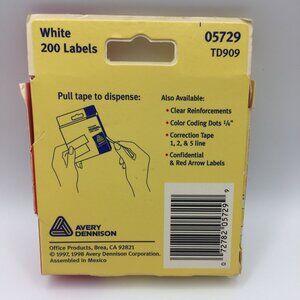 White
200 Labels
05729
TD909
Pull tape to dispense:
Also Available:
• Clear Reinforcements
• Color Coding Dots ¼"
• Correction Tape
1, 2, & 5 line
• Confidential
& Red Arrow Labels
AVERY
DENNISON
Office Products, Brea, CA 92821
© 1997, 1998 Avery Dennison Corporation.
Assembled in Mexico
0 72782 05729 9